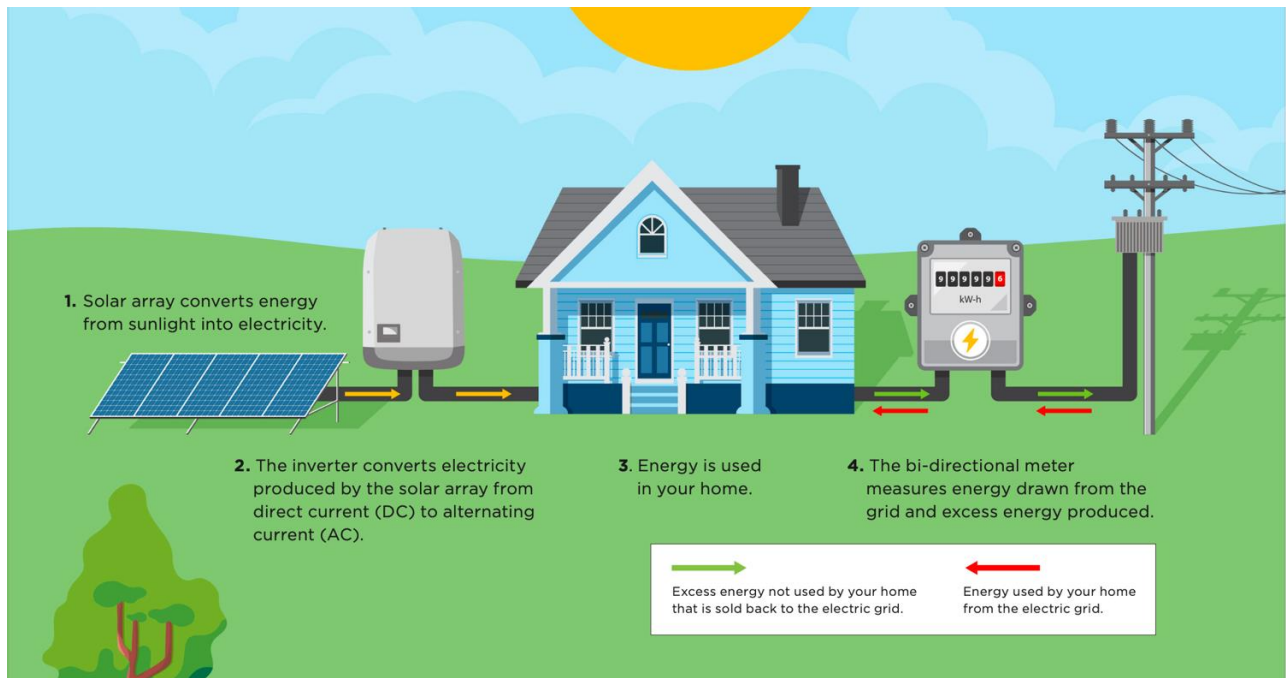 1. Solar array converts energy
from sunlight into electricity.
2. The inverter converts electricity
produced by the solar array from
direct current (DC) to alternating
current (AC).
3. Energy is used
in your home.
999996
kW-h
4. The bi-directional meter
measures energy drawn from the
grid and excess energy produced.
Excess energy not used by your home
that is sold back to the electric grid.
Energy used by your home
from the electric grid.